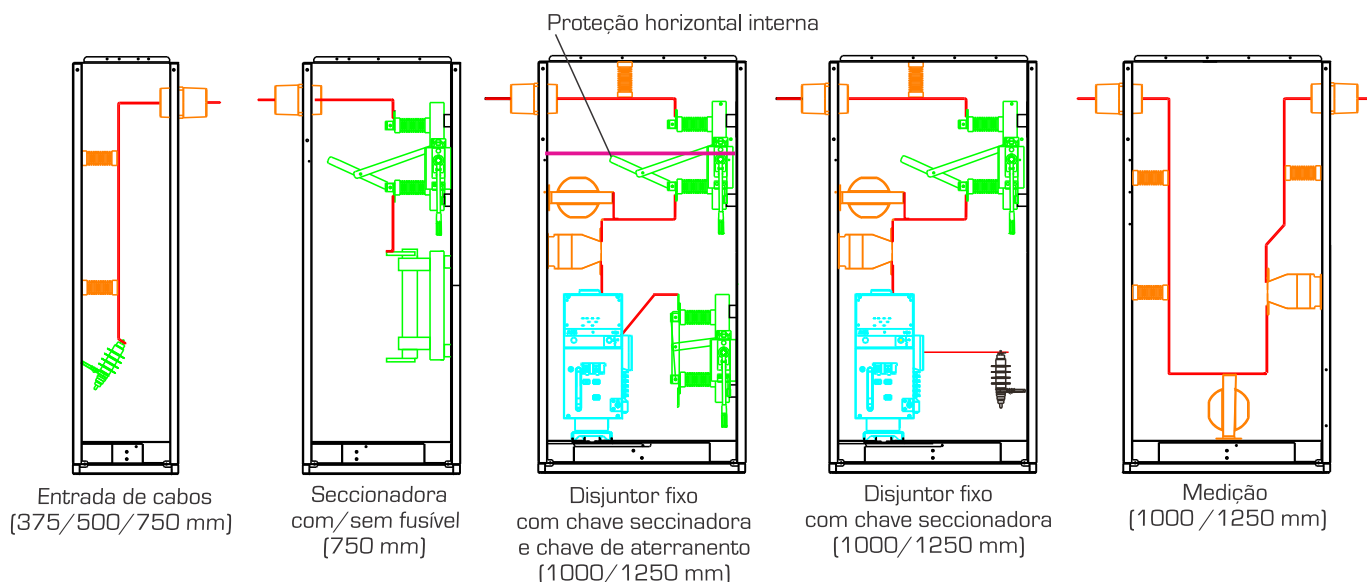 Proteção horizontal interna
Entrada de cabos
(375/500/750 mm)
Seccionadora
com/sem fusível
(750 mm)
Disjuntor fixo
com chave seccinadora
e chave de aterranento
(1000/1250 mm)
Disjuntor fixo
com chave seccionadora
(1000/1250 mm)
Medição
(1000 /1250 mm)